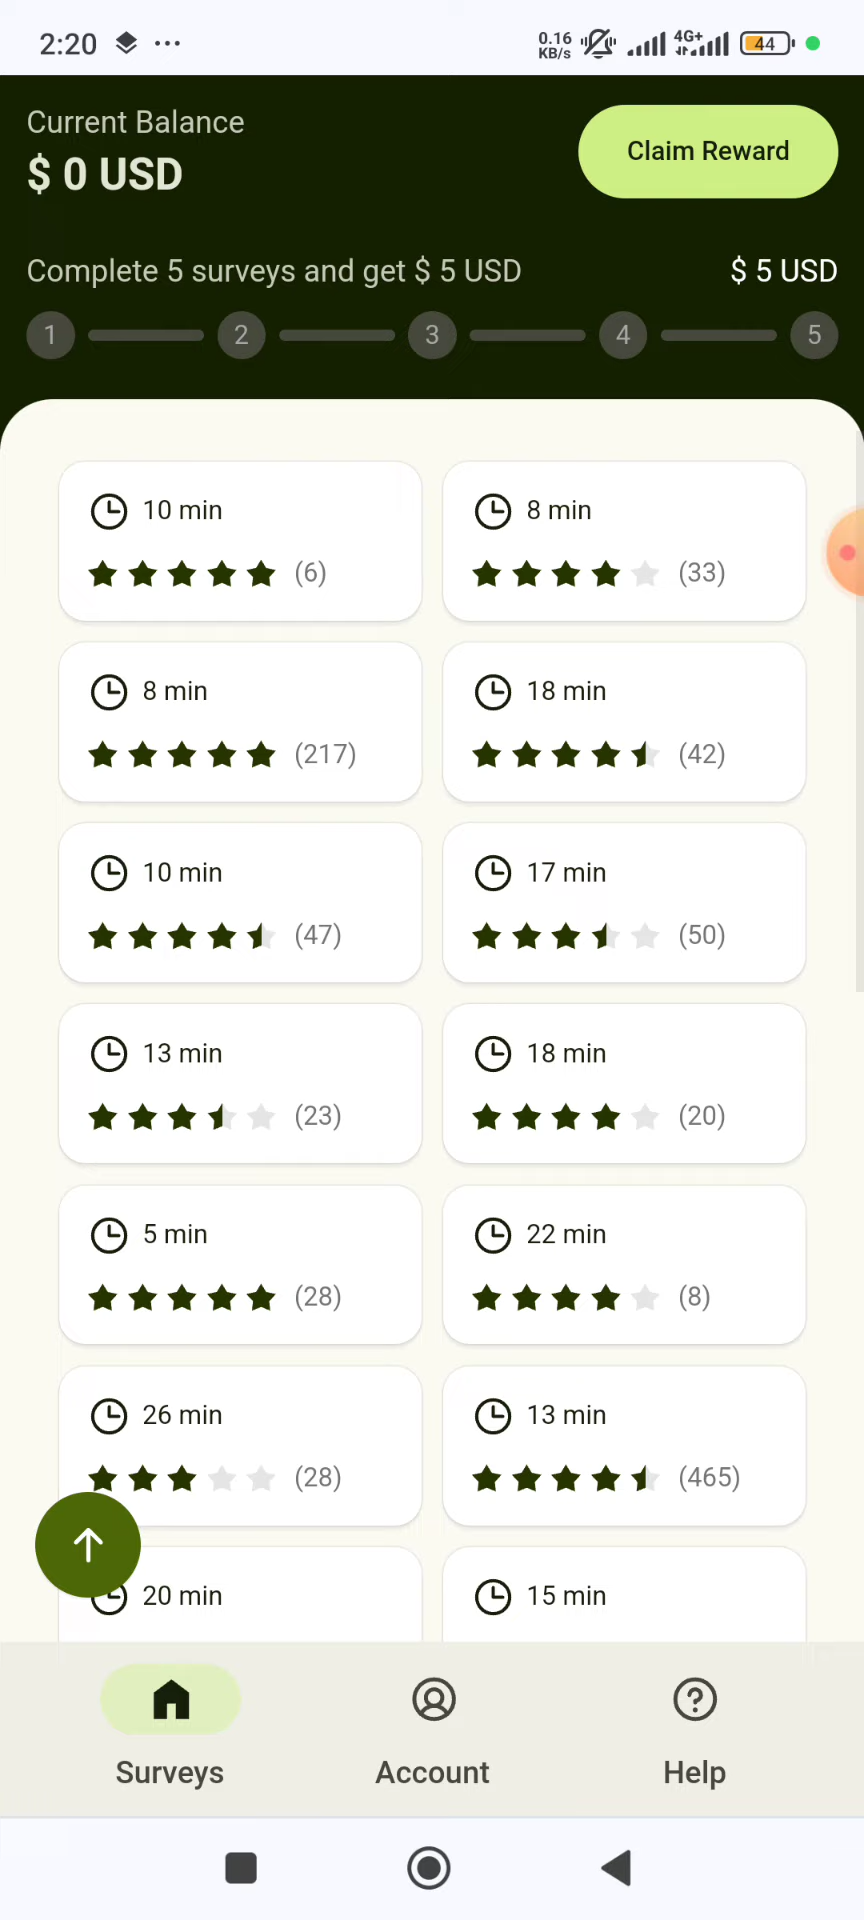 2:20
0.16
KB/s
4G+
44
Current Balance
$ 0 USD
Claim Reward
Complete 5 surveys and get $ 5 USD
$ 5 USD
1 2 3 4 5
10 min
8 min
(6)
(33)
8 min
18 min
(217)
(42)
10 min
17 min
(47)
(50)
13 min
18 min
(23)
(20)
5 min
22 min
(28)
(8)
26 min
13 min
(28)
(465)
20 min
15 min
Surveys
Account
Help